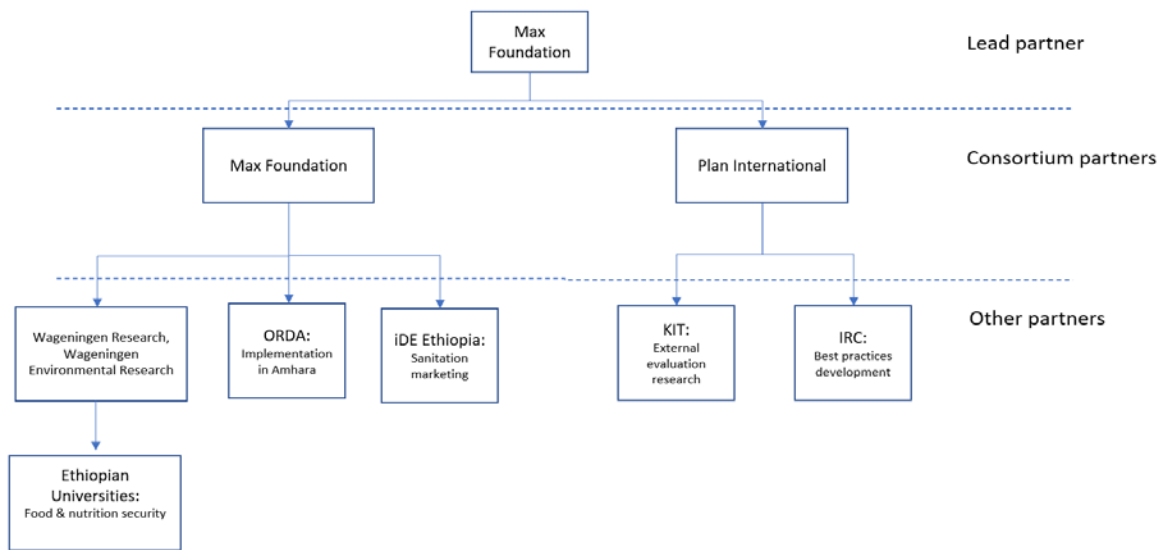 Max
Foundation
Lead partner
Max Foundation
Plan International
Consortium partners
Wageningen Research,
Wageningen
Environmental Research
ORDA:
Implementation
in Amhara
iDE Ethiopia:
Sanitation
marketing
KIT:
External
evaluation
research
IRC:
Best practices
development
Other partners
Ethiopian
Universities:
Food & nutrition security